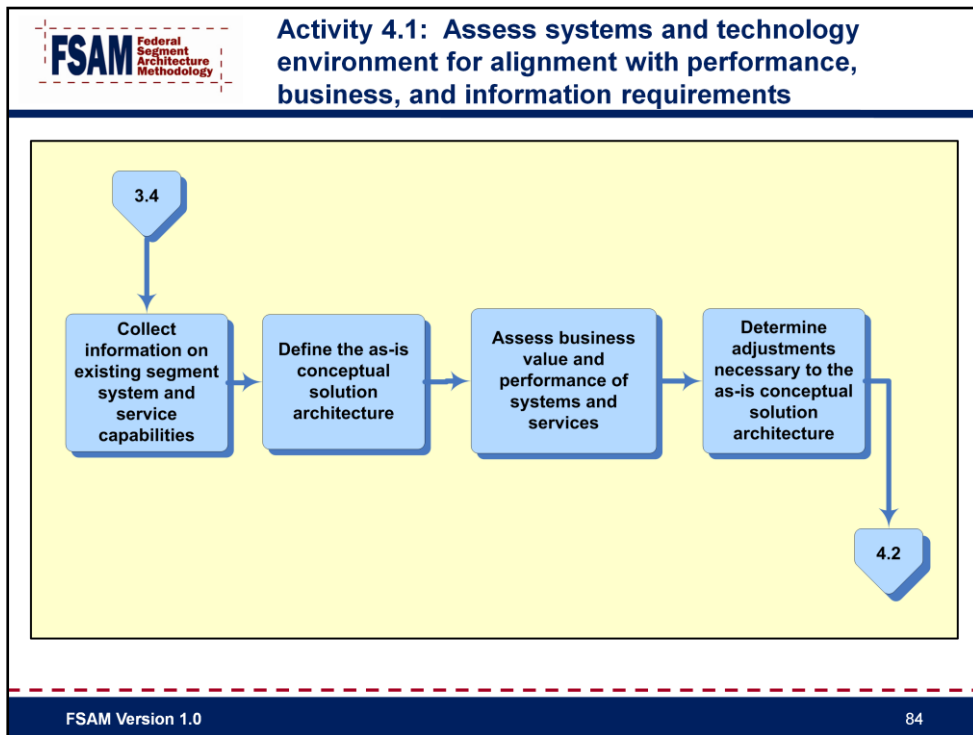 FSAM
Federal
Segment
Architecture
Methodology
Activity 4.1: Assess systems and technology
environment for alignment with performance,
business, and information requirements
3.4
Collect
information on
existing segment
system and
service
capabilities
Define the as-is
conceptual
solution
architecture
Assess business
value and
performance of
systems and
services
Determine
adjustments
necessary to the
as-is conceptual
solution
architecture
4.2
FSAM Version 1.0
84